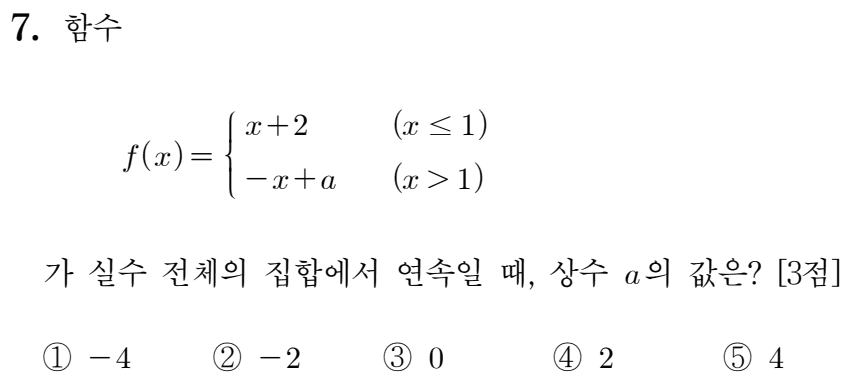 7. 함수
f(x)= { x+2 (x ≤ 1)
-x+a (x > 1)
가 실수 전체의 집합에서 연속일 때, 상수 a의 값은? [3점]
① -4 ② -2 ③ 0 ④ 2 ⑤ 4